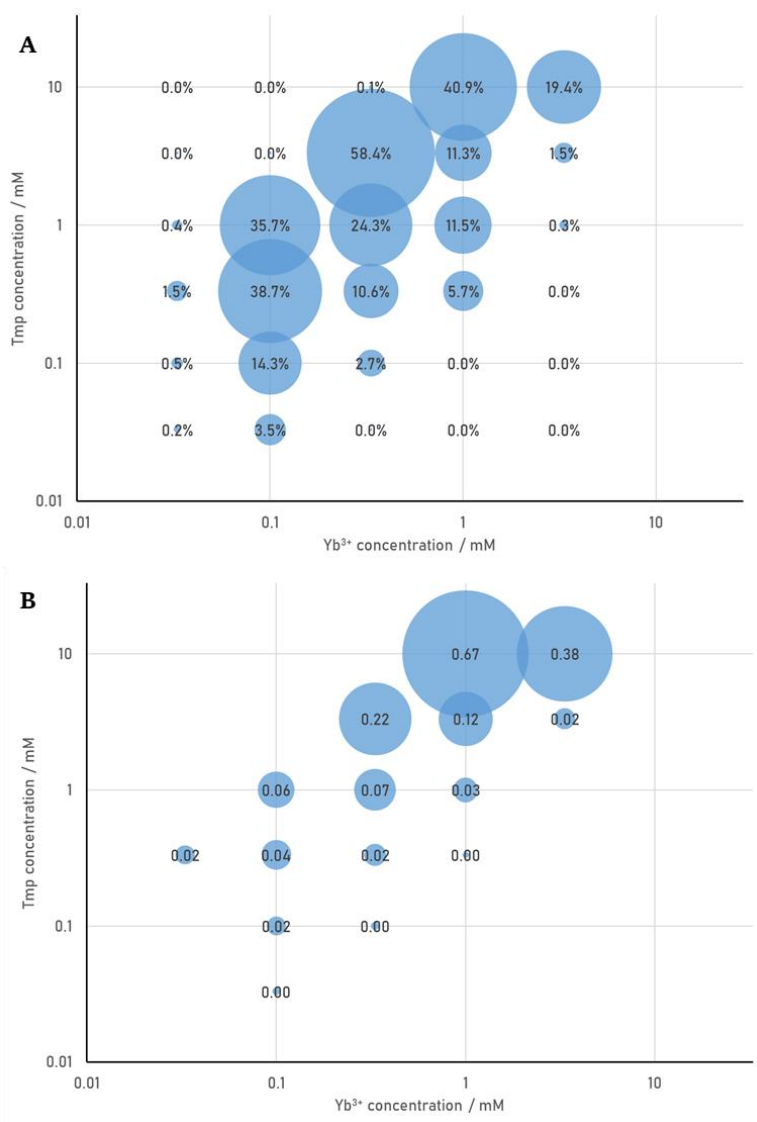 A
10
0.0% 0.0% 0.1% 40.9% 19.4%
0.0% 0.0% 58.4% 11.3% 1.5%
1
0.4% 35.7% 24.3% 11.5% 0.3%
1.5% 38.7% 10.6% 5.7% 0.0%
0.1
0.5% 14.3% 2.7% 0.0% 0.0%
0.2% 3.5% 0.0% 0.0% 0.0%
0.01
0.01 0.1 1 10
Tmp concentration / mM
Yb³⁺ concentration / mM
B
10
0.67 0.38
0.22 0.12 0.02
1
0.06 0.07 0.03
0.02 0.04 0.02 0.00
0.1
0.02 0.00
0.00
0.01
0.01 0.1 1 10
Tmp concentration / mM
Yb³⁺ concentration / mM